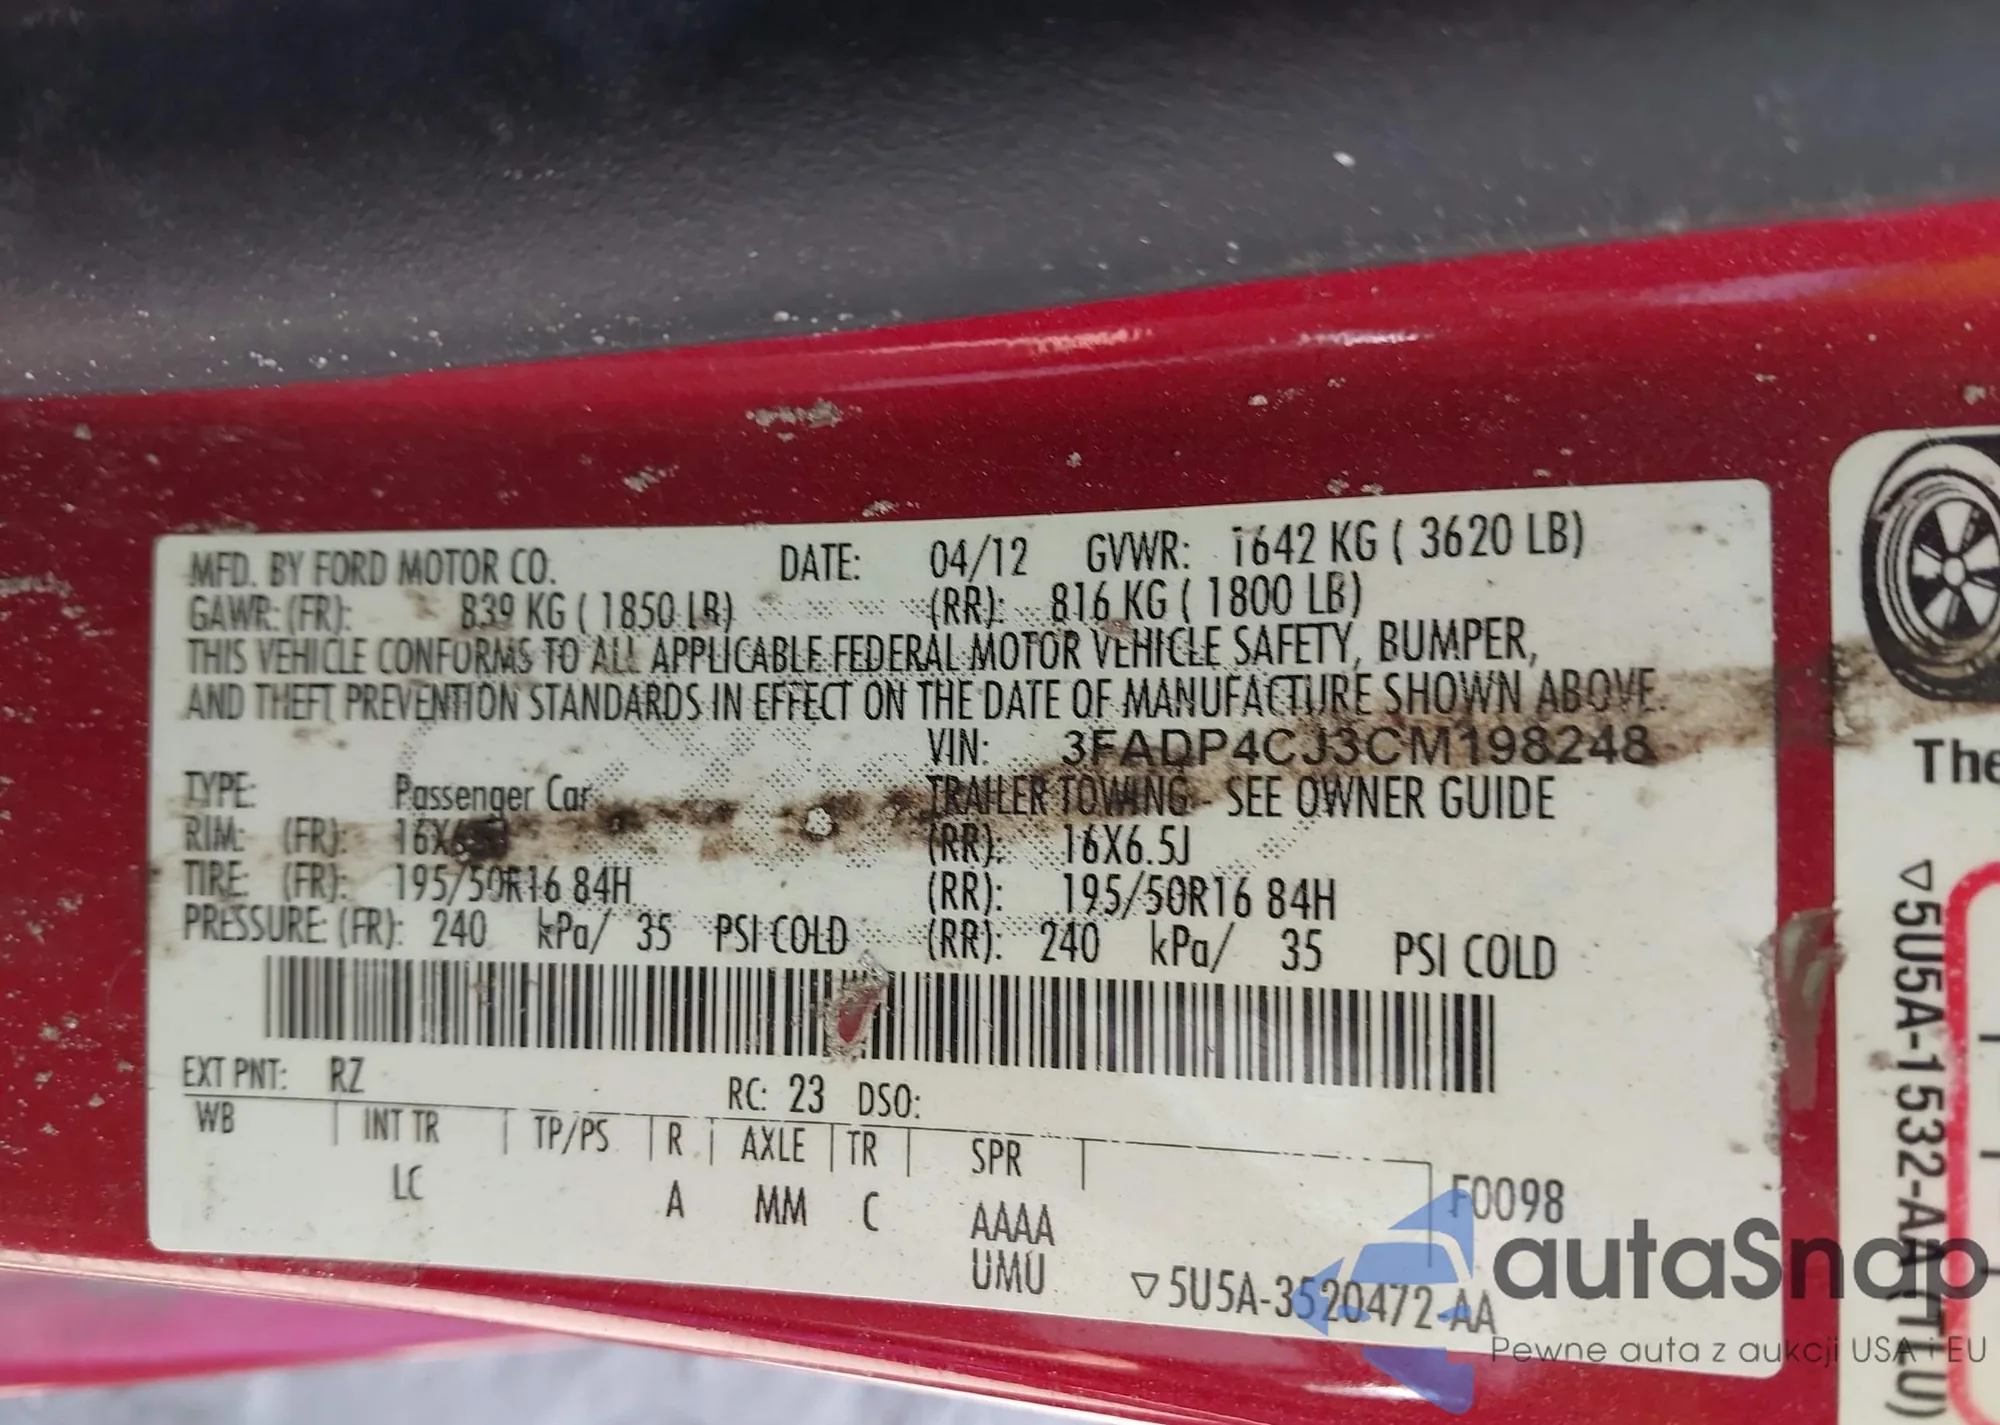 MFD. BY FORD MOTOR CO. DATE: 04/12 GVWR: 1642 KG ( 3620 LB)
GAWR: (FR): 839 KG ( 1850 LB) (RR): 816 KG ( 1800 LB)
THIS VEHICLE CONFORMS TO ALL APPLICABLE FEDERAL MOTOR VEHICLE SAFETY, BUMPER,
AND THEFT PREVENTION STANDARDS IN EFFECT ON THE DATE OF MANUFACTURE SHOWN ABOVE.
VIN: 3FADP4CJ3CM198248
TYPE: Passenger Car TRAILER TOWING - SEE OWNER GUIDE
RIM: (FR): (RR): 16X6.5J
TIRE: (FR): 195/50R16 84H (RR): 195/50R16 84H
PRESSURE: (FR): 240 kPa/ 35 PSI COLD (RR): 240 kPa/ 35 PSI COLD
EXT PNT: RZ RC: 23 DSO:
WB INT TR TP/PS R AXLE TR SPR
LC A MM C AAAA F0098
UMU ▽5U5A-3520472-AA
The
▽5U5A-1532-AA (TLU)
autaSnap
Pewne auta z aukcji USA i EU